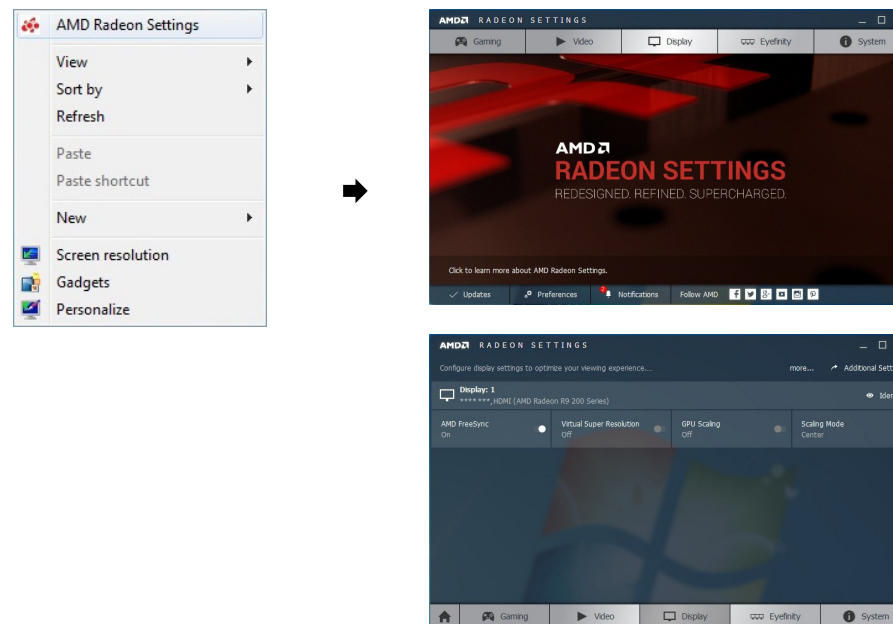 AMD Radeon Settings
View
Sort by
Refresh
Paste
Paste shortcut
New
Screen resolution
Gadgets
Personalize
AMD RADEON SETTINGS
Gaming Video Display Eyefinity System
AMD
RADEON SETTINGS
REDESIGNED. REFINED. SUPERCHARGED.
Click to learn more about AMD Radeon Settings.
Updates Preferences 2 Notifications Follow AMD
AMD RADEON SETTINGS
Configure display settings to optimize your viewing experience... more... Additional Sett
Display: 1
**** ***, HDMI (AMD Radeon R9 200 Series) Iden
AMD FreeSync Virtual Super Resolution GPU Scaling Scaling Mode
On Off Off Center
Gaming Video Display Eyefinity System